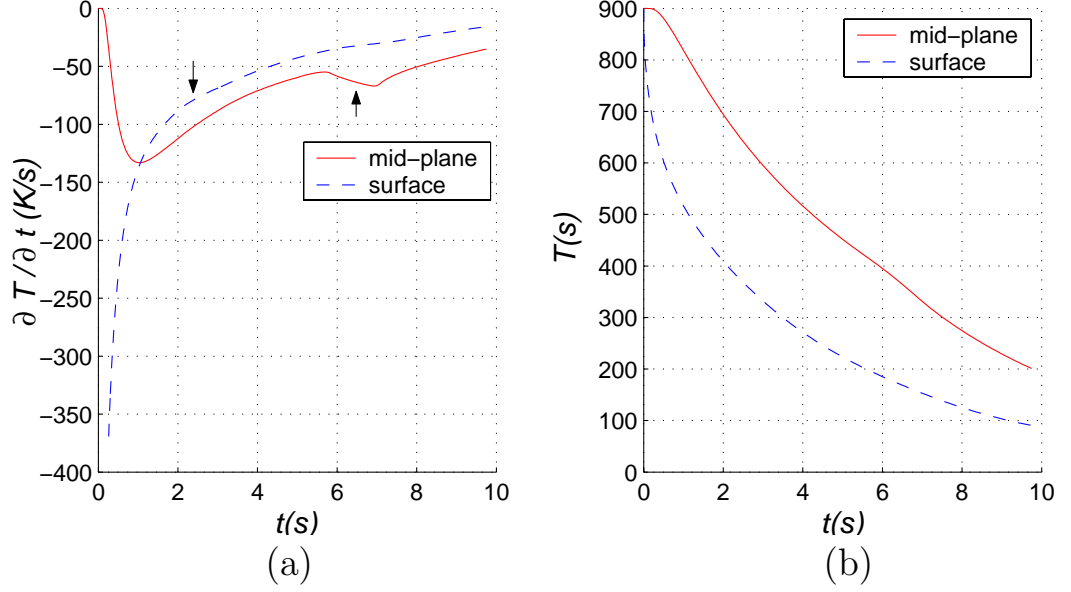 0
−50
−100
−150
−200
−250
−300
−350
−400
∂ T / ∂ t (K/s)
mid−plane
surface
0 2 4 6 8 10
t(s)
(a)
900
800
700
600
500
400
300
200
100
0
T(s)
mid−plane
surface
0 2 4 6 8 10
t(s)
(b)